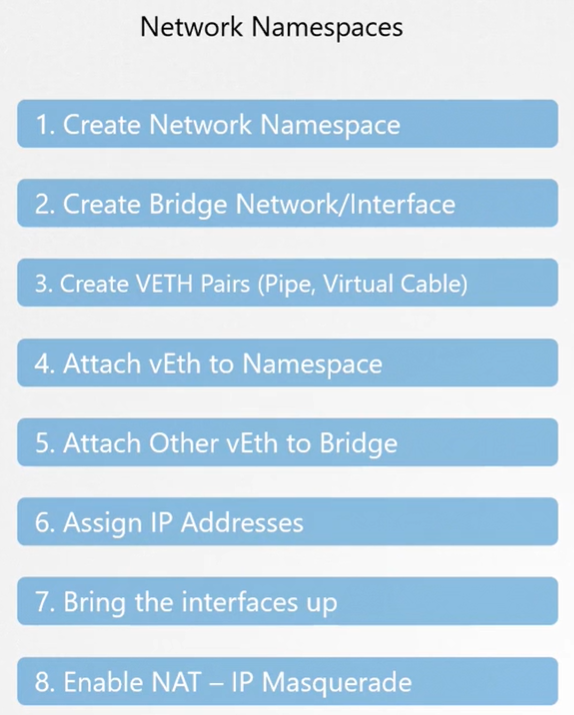 Network Namespaces
1. Create Network Namespace
2. Create Bridge Network/Interface
3. Create VETH Pairs (Pipe, Virtual Cable)
4. Attach vEth to Namespace
5. Attach Other vEth to Bridge
6. Assign IP Addresses
7. Bring the interfaces up
8. Enable NAT – IP Masquerade